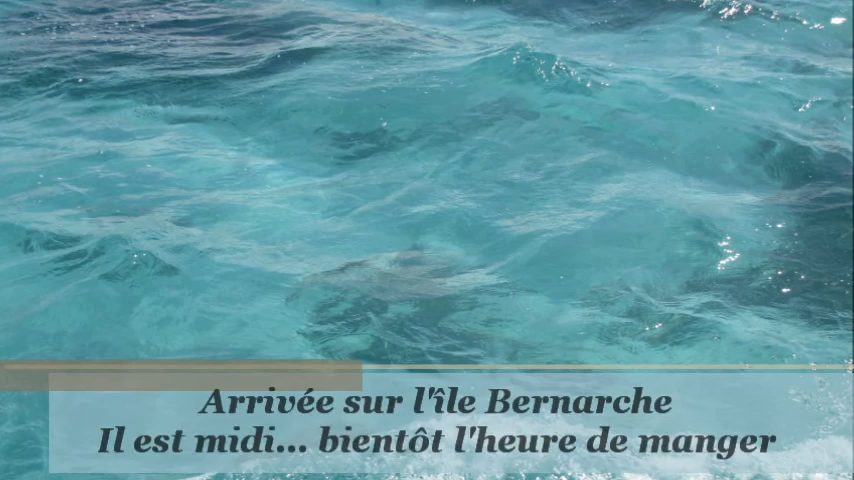 Arrivée sur l'île Bernarche
Il est midi... bientôt l'heure de manger